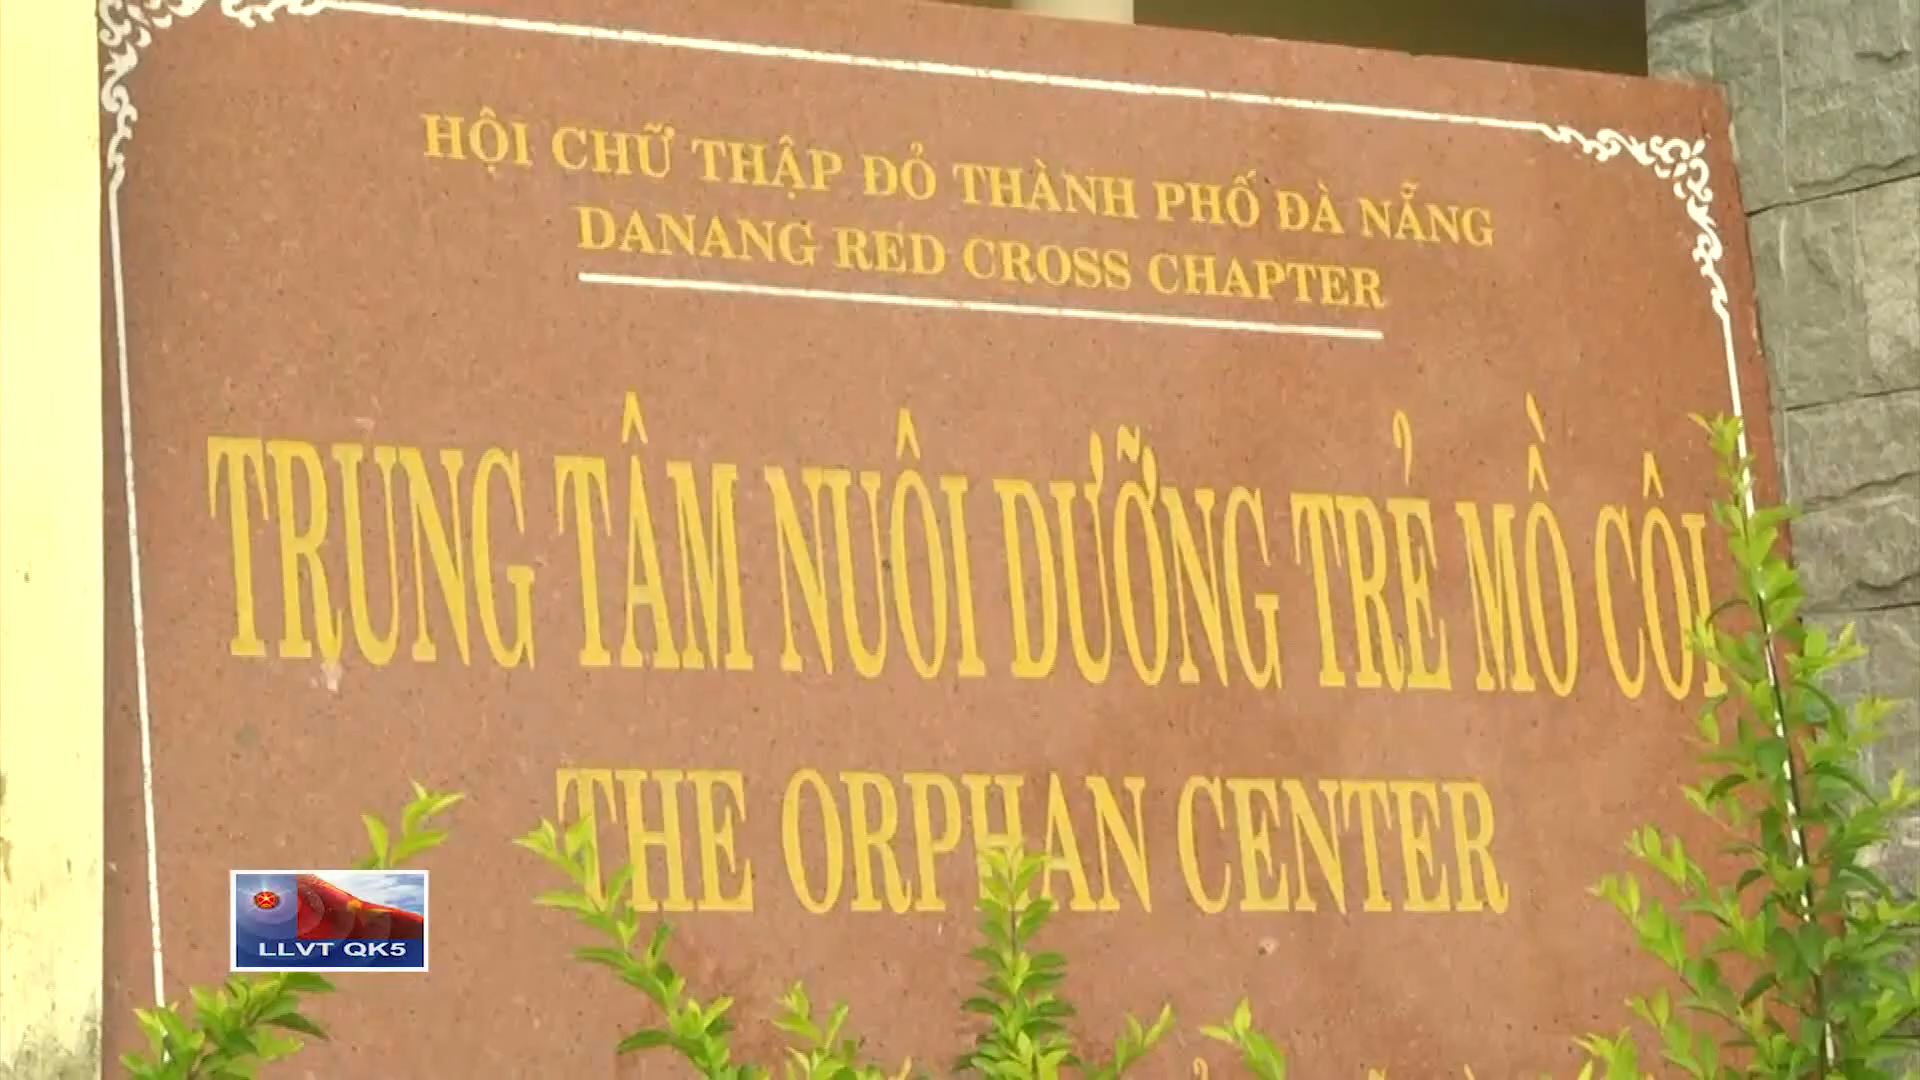 HỘI CHỮ THẬP ĐỎ THÀNH PHỐ ĐÀ NẴNG
DANANG RED CROSS CHAPTER
TRUNG TÂM NUÔI DƯỠNG TRẺ MỒ CÔI
THE ORPHAN CENTER
LLVT QK5